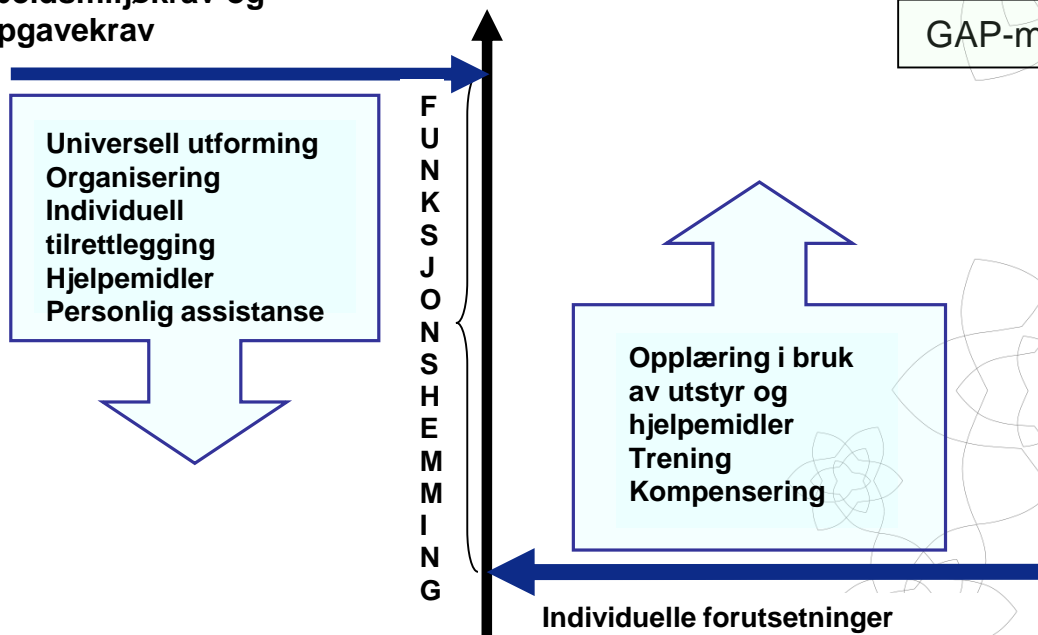 pgavekrav
GAP-m
Universell utforming
Organisering
Individuell
tilrettlegging
Hjelpemidler
Personlig assistanse
FUNKSJONSHEMMING
Opplæring i bruk
av utstyr og
hjelpemidler
Trening
Kompensering
Individuelle forutsetninger